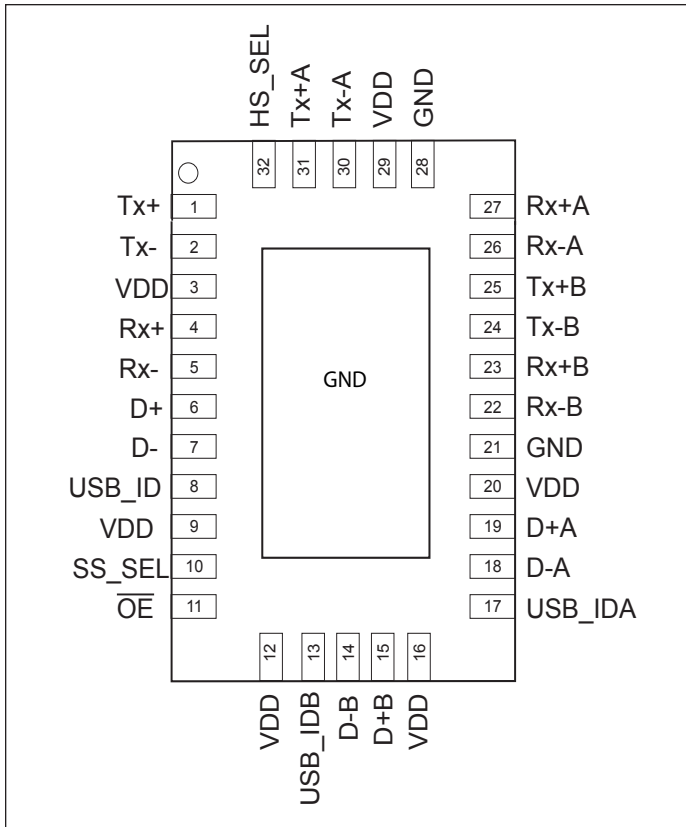 HS_SEL
Tx+A
Tx-A
VDD
GND
32
31
30
29
28
Tx+ 1
Tx- 2
VDD 3
Rx+ 4
Rx- 5
D+ 6
D- 7
USB_ID 8
VDD 9
SS_SEL 10
O̅E̅ 11
GND
27 Rx+A
26 Rx-A
25 Tx+B
24 Tx-B
23 Rx+B
22 Rx-B
21 GND
20 VDD
19 D+A
18 D-A
17 USB_IDA
12
13
14
15
16
VDD
USB_IDB
D-B
D+B
VDD